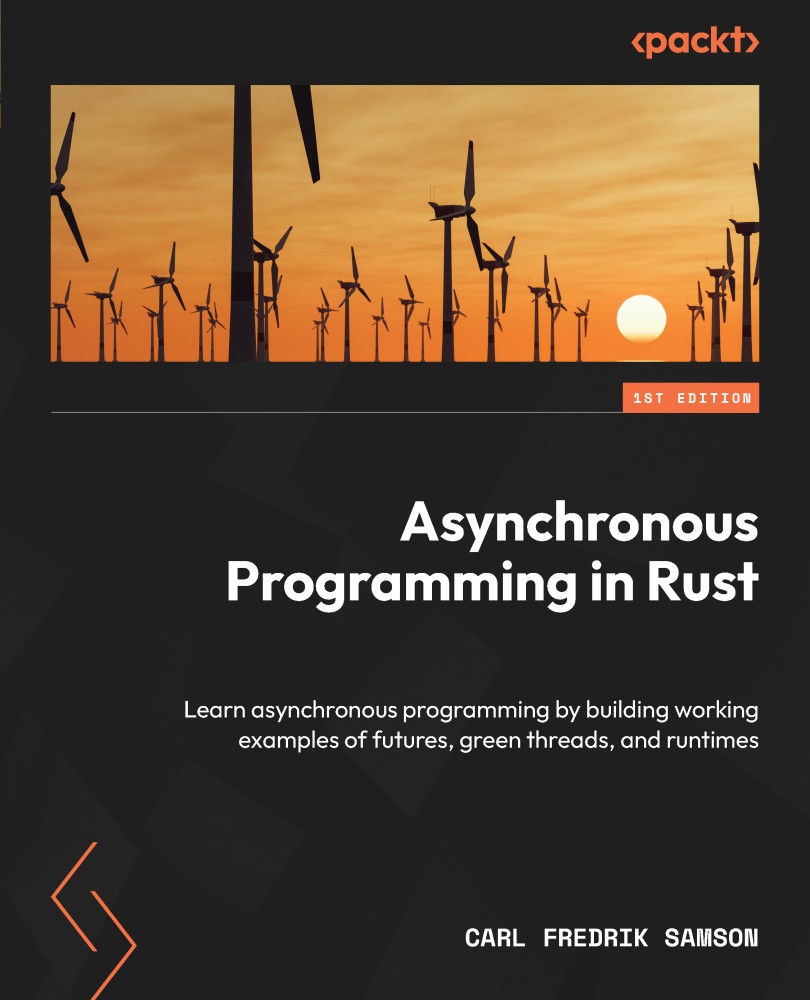 <packt>
1ST EDITION
Asynchronous
Programming in Rust
Learn asynchronous programming by building working
examples of futures, green threads, and runtimes
CARL FREDRIK SAMSON